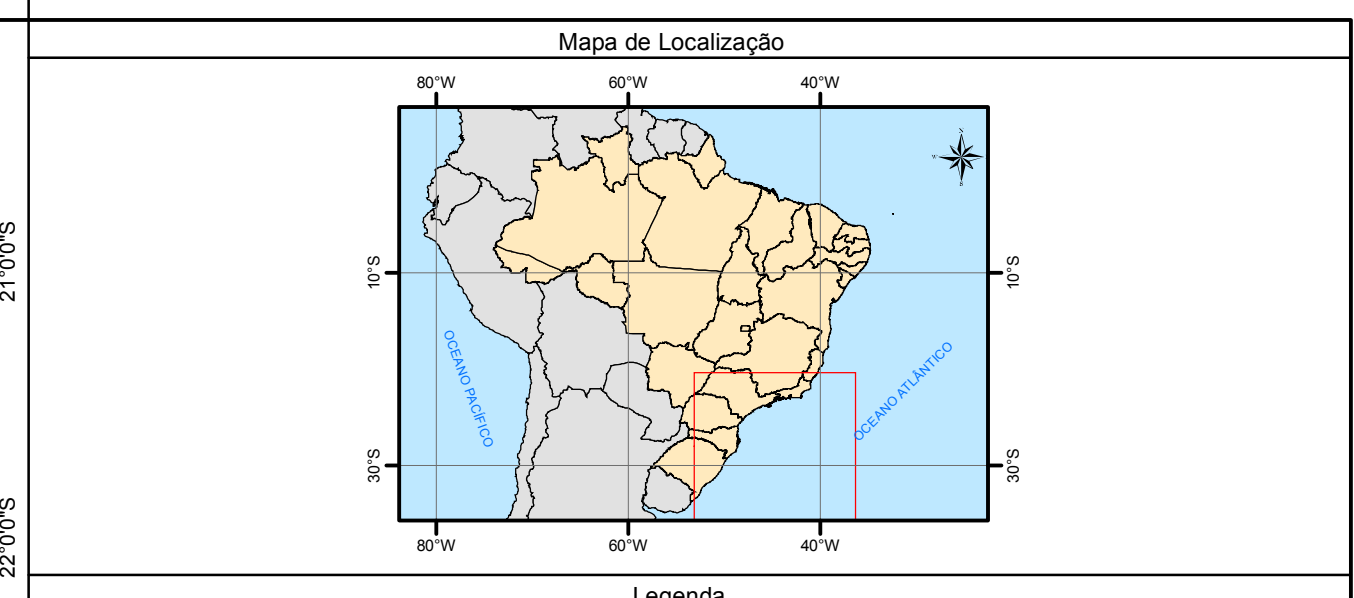 Mapa de Localização
80°W 60°W 40°W
N
W
S
21°0'0"S
10°S 10°S
OCEANO PACÍFICO
OCEANO ATLÂNTICO
30°S 30°S
22°0'0"S
80°W 60°W 40°W
Legenda